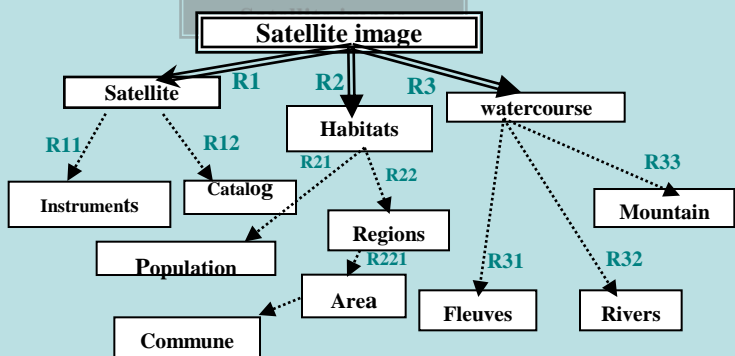 Satellite image
R1
R2
R3
Satellite
watercourse
Habitats
R11
R12
R21
R22
R33
Instruments
Catalog
Mountain
Regions
Population
R221
R31
R32
Area
Fleuves
Rivers
Commune